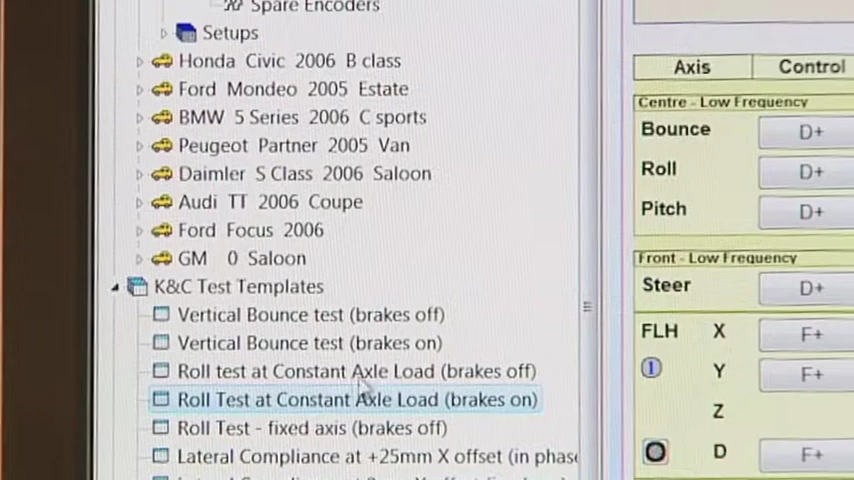 Spare Encoders
Setups
Honda Civic 2006 B class
Ford Mondeo 2005 Estate
BMW 5 Series 2006 C sports
Peugeot Partner 2005 Van
Daimler S Class 2006 Saloon
Audi TT 2006 Coupe
Ford Focus 2006
GM 0 Saloon
K&C Test Templates
Vertical Bounce test (brakes off)
Vertical Bounce test (brakes on)
Roll test at Constant Axle Load (brakes off)
Roll Test at Constant Axle Load (brakes on)
Roll Test - fixed axis (brakes off)
Lateral Compliance at +25mm X offset (in phase
Axis Control
Centre - Low Frequency
Bounce D+
Roll D+
Pitch D+
Front - Low Frequency
Steer D+
FLH X F+
1 Y F+
Z
D F+